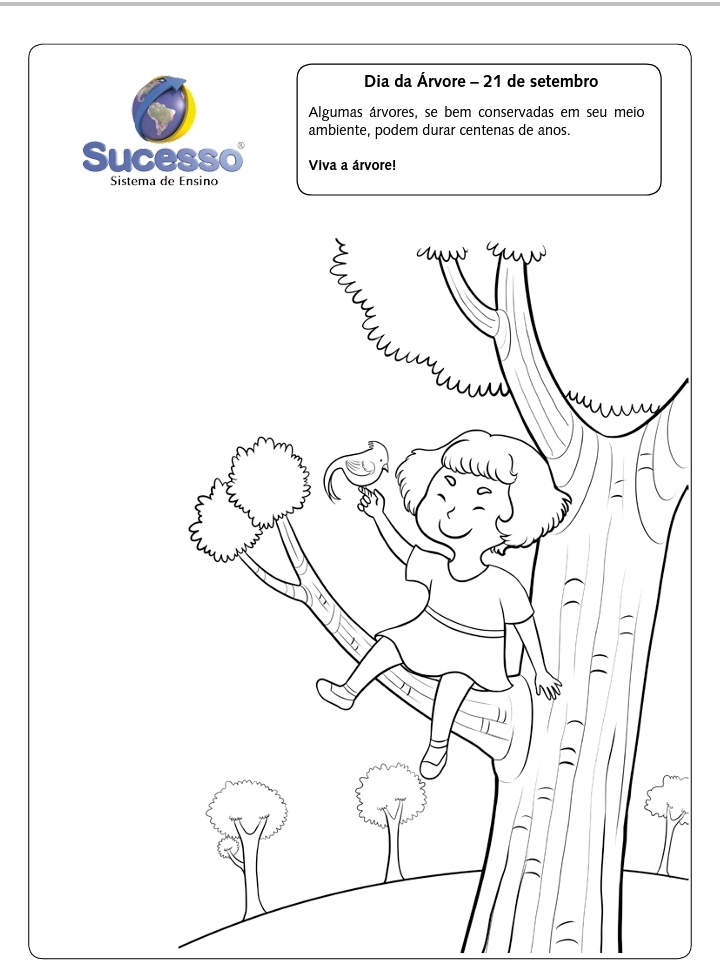 Sucesso®
Sistema de Ensino
Dia da Árvore – 21 de setembro
Algumas árvores, se bem conservadas em seu meio
ambiente, podem durar centenas de anos.
Viva a árvore!